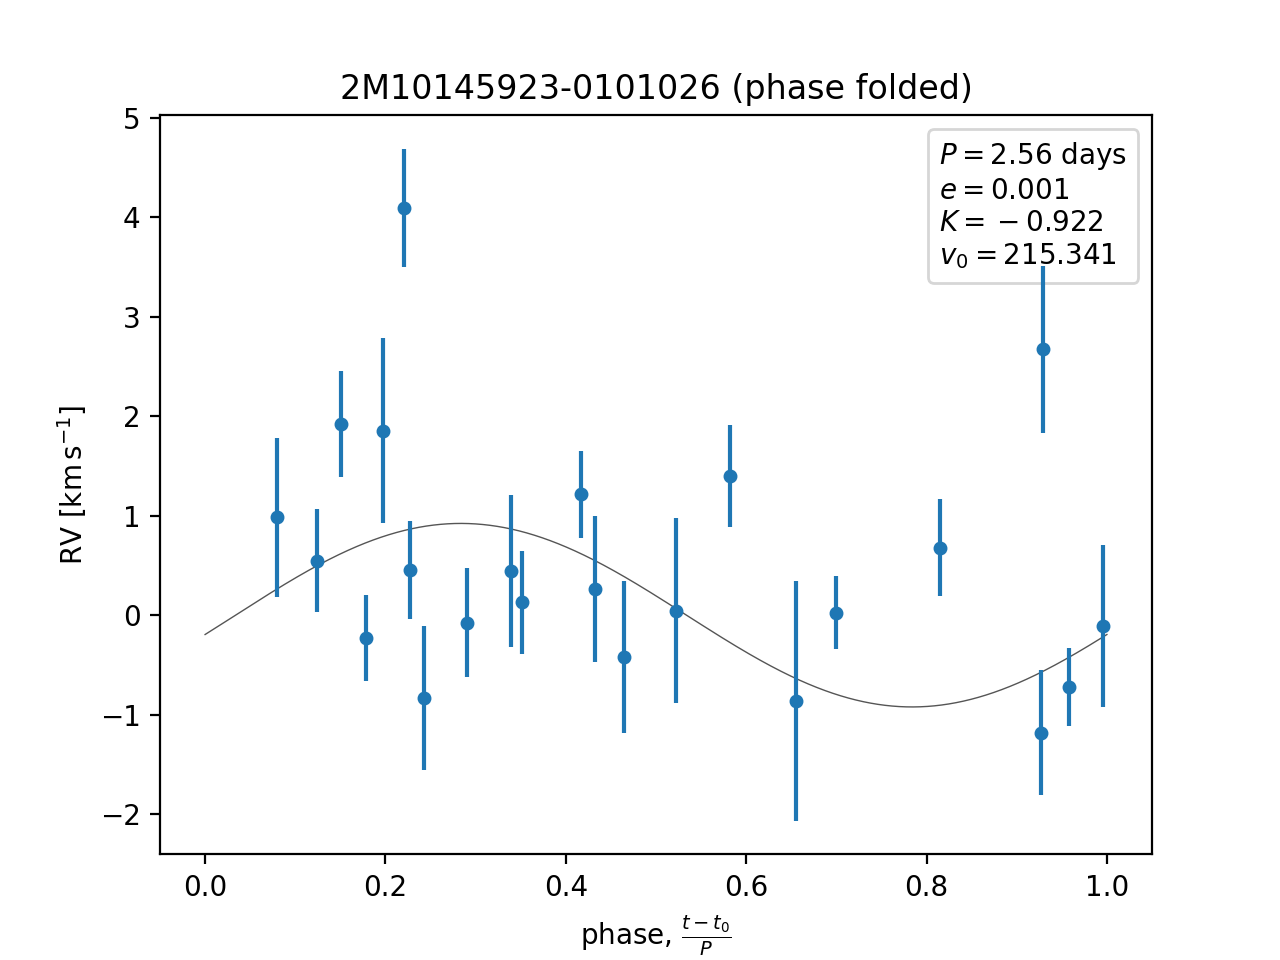 2M10145923-0101026 (phase folded)
P = 2.56 days
e = 0.001
K = −0.922
v₀ = 215.341
RV [km s⁻¹]
5
4
3
2
1
0
−1
−2
0.0 0.2 0.4 0.6 0.8 1.0
phase, (t − t₀)/P